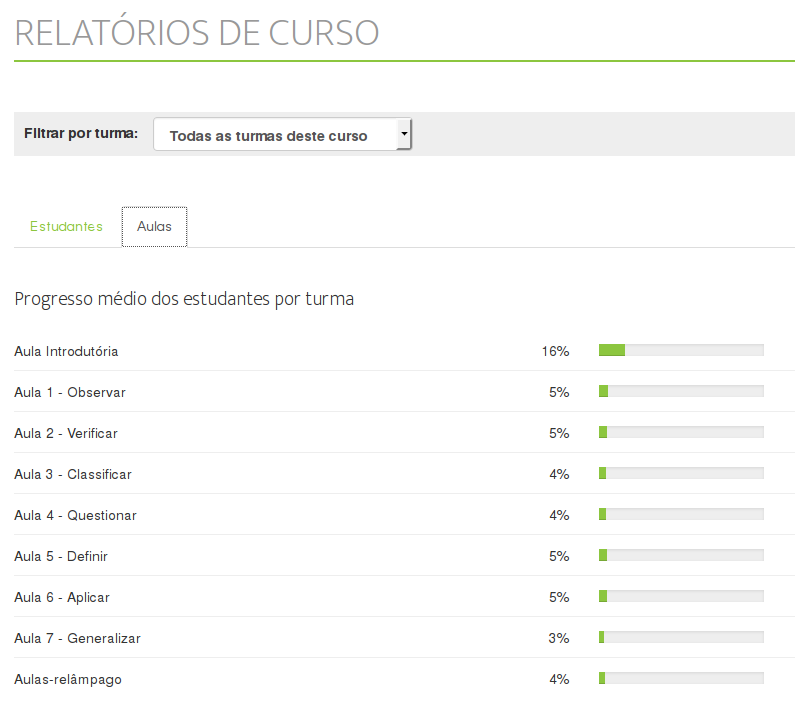 RELATÓRIOS DE CURSO
Filtrar por turma: Todas as turmas deste curso
Estudantes Aulas
Progresso médio dos estudantes por turma
Aula Introdutória 16%
Aula 1 - Observar 5%
Aula 2 - Verificar 5%
Aula 3 - Classificar 4%
Aula 4 - Questionar 4%
Aula 5 - Definir 5%
Aula 6 - Aplicar 5%
Aula 7 - Generalizar 3%
Aulas-relâmpago 4%